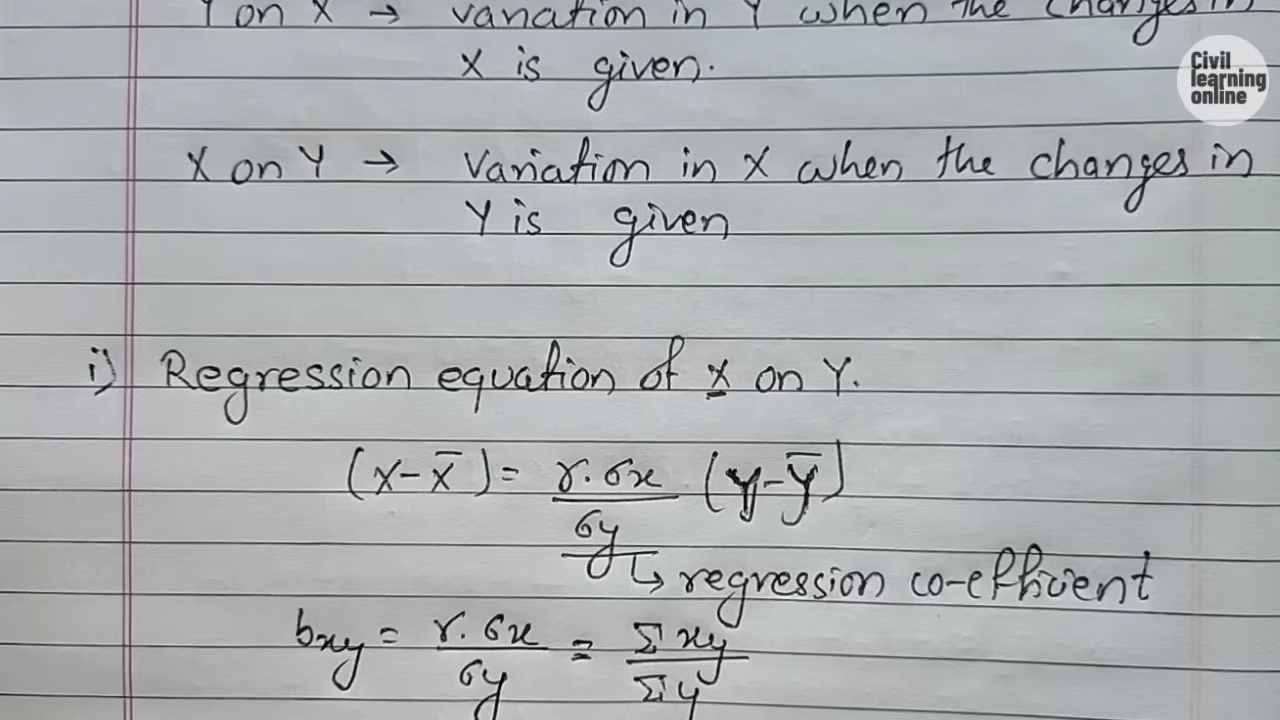 Y on X → variation in Y when the changes in
X is given.
Civil
learning
online
X on Y → Variation in X when the changes in
Y is given
i) Regression equation of X on Y.
(X-X̄) = r.σx/σy (y-ȳ)
↳ regression co-efficient
bxy = r.σx/σy = Σxy/Σy